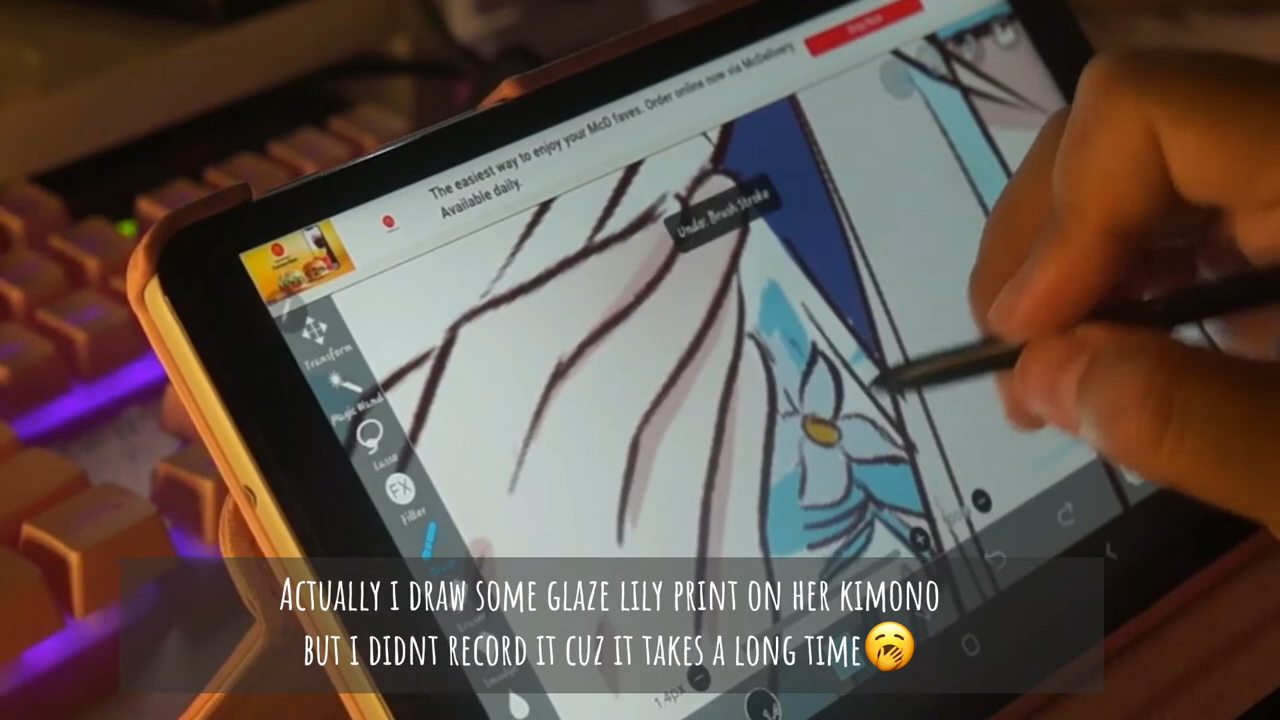 The easiest way to enjoy your McD faves. Order online now via McDelivery
Available daily.
Undo: Brush Stroke
Transform
Magic Wand
Lasso
FX
Filter
ACTUALLY I DRAW SOME GLAZE LILY PRINT ON HER KIMONO
BUT I DIDNT RECORD IT CUZ IT TAKES A LONG TIME🥱